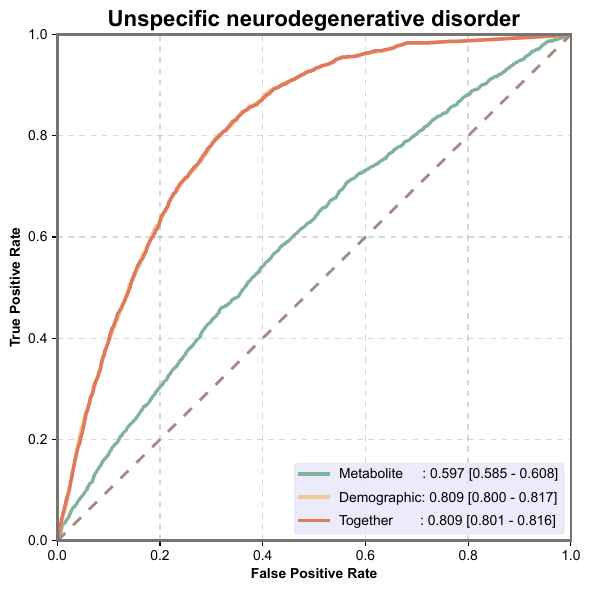 Unspecific neurodegenerative disorder
True Positive Rate
1.0
0.8
0.6
0.4
0.2
0.0
Metabolite : 0.597 [0.585 - 0.608]
Demographic: 0.809 [0.800 - 0.817]
Together : 0.809 [0.801 - 0.816]
0.0 0.2 0.4 0.6 0.8 1.0
False Positive Rate